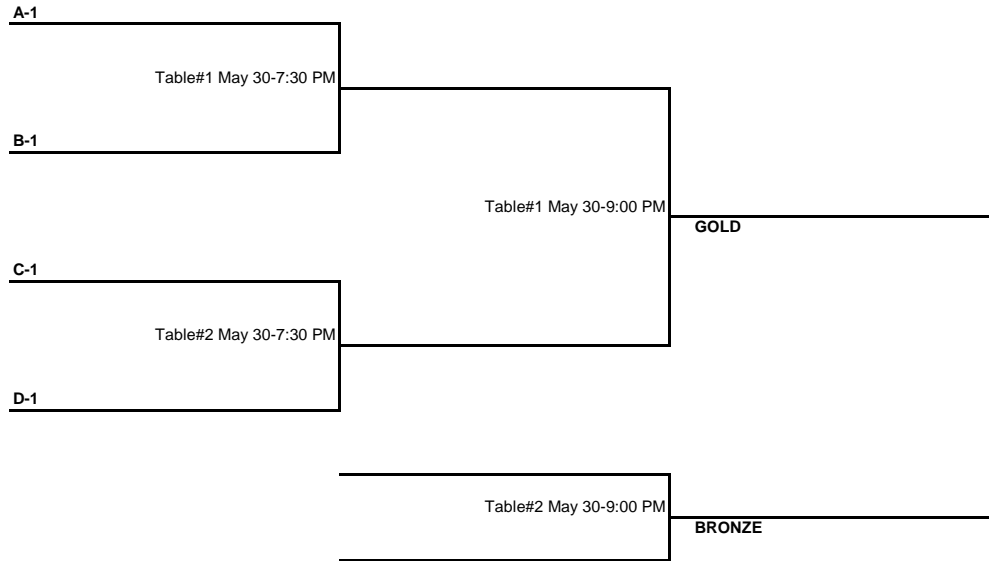 A-1
Table#1 May 30-7:30 PM
B-1
Table#1 May 30-9:00 PM
GOLD
C-1
Table#2 May 30-7:30 PM
D-1
Table#2 May 30-9:00 PM
BRONZE